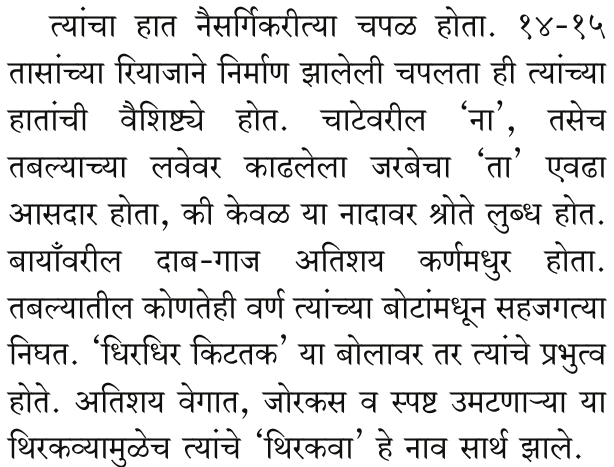 त्यांचा हात नैसर्गिकरीत्या चपळ होता. १४-१५
तासांच्या रियाजाने निर्माण झालेली चपलता ही त्यांच्या
हातांची वैशिष्ट्ये होत. चाटेवरील ‘ना’, तसेच
तबल्याच्या लवेवर काढलेला जरबेचा ‘ता’ एवढा
आसदार होता, की केवळ या नादावर श्रोते लुब्ध होत.
बायाँवरील दाब-गाज अतिशय कर्णमधुर होता.
तबल्यातील कोणतेही वर्ण त्यांच्या बोटांमधून सहजगत्या
निघत. ‘धिरधिर किटतक’ या बोलावर तर त्यांचे प्रभुत्व
होते. अतिशय वेगात, जोरकस व स्पष्ट उमटणाऱ्या या
थिरकव्यामुळेच त्यांचे ‘थिरकवा’ हे नाव सार्थ झाले.